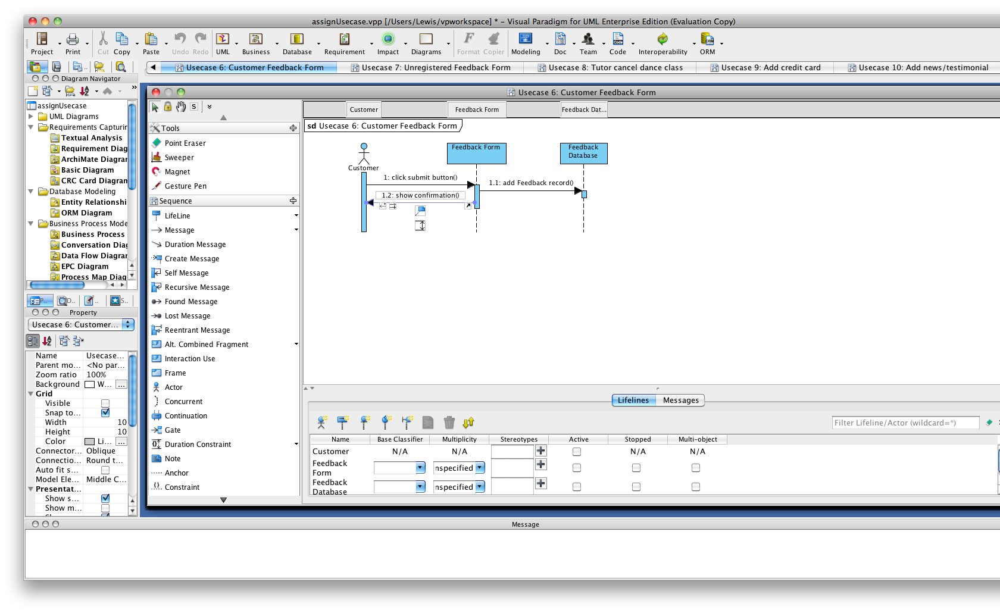 assignUsecase.vpp [/Users/Lewis/vpworkspace] * – Visual Paradigm for UML Enterprise Edition (Evaluation Copy)
Project Print Cut Copy Paste Undo Redo UML Business Database Requirement Impact Diagrams Format Copier Modeling Doc Team Code Interoperability ORM
Usecase 6: Customer Feedback Form
Usecase 7: Unregistered Feedback Form
Usecase 8: Tutor cancel dance class
Usecase 9: Add credit card
Usecase 10: Add news/testimonial
Diagram Navigator
assignUsecase
UML Diagrams
Requirements Capturin
Textual Analysis
Requirement Diag
ArchiMate Diagrar
Basic Diagram
CRC Card Diagran
Database Modeling
Entity Relationshi
ORM Diagram
Business Process Mode
Business Process
Conversation Diag
Data Flow Diagrar
EPC Diagram
Process Map Diag
P..
D..
..
S..
Property
Usecase 6: Customer...
Name Usecase...
Parent mo... <No par...
Zoom ratio 100%
Background W... ...
Grid
Visible
Snap to...
Width 10
Height 10
Color Li... ...
Connector... Oblique
Connectio... Round t...
Auto fit s...
Model Ele... Middle C...
Presentat...
Show s...
Show m...
Usecase 6: Customer Feedback Form
S
Tools
Point Eraser
Sweeper
Magnet
Gesture Pen
Sequence
LifeLine
Message
Duration Message
Create Message
Self Message
Recursive Message
Found Message
Lost Message
Reentrant Message
Alt. Combined Fragment
Interaction Use
Frame
Actor
Concurrent
Continuation
Gate
Duration Constraint
Note
Anchor
Constraint
Customer Feedback Form Feedback Dat...
sd Usecase 6: Customer Feedback Form
Feedback Form
Feedback
Database
Customer
1: click submit button()
1.1: add Feedback record()
1.2: show confirmation()
Lifelines Messages
Filter Lifeline/Actor (wildcard=*)
Name Base Classifier Multiplicity Stereotypes Active Stopped Multi-object
Customer N/A N/A N/A N/A
Feedback
Form nspecified
Feedback
Database nspecified
Message